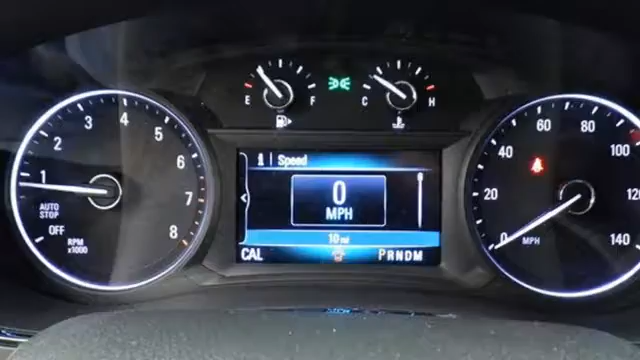 1
2
3
4
5
6
7
8
AUTO
STOP
OFF
RPM
x1000
E F
C H
i | Speed
0
MPH
10 mi
CAL PRNDM
0
20
40
60
80
100
120
140
MPH